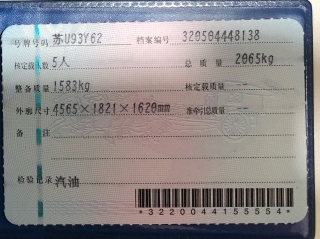 号牌号码 苏U93Y62 档案编号 320504448138
核定载人数 5人 总质量 2065kg
整备质量 1583kg 核定载质量 --
外廓尺寸 4565×1821×1620mm 准牵引总质量 --
备注
检验记录 汽油
*3220044155554*